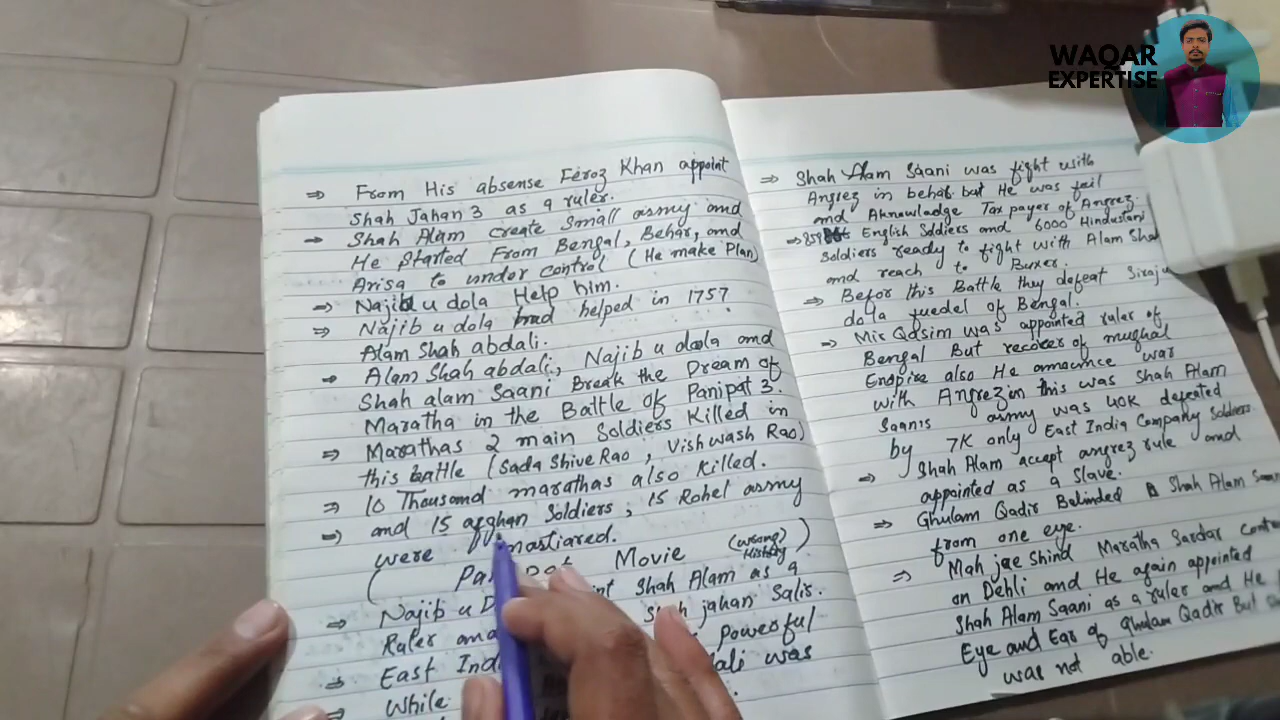 WAQAR
EXPERTISE
⇒ From His absense Feroz Khan appoint
Shah Jahan 3 as a ruler.
→ Shah Alam create Small army and
He started From Bengal, Behar, and
Arisa to under control (He make Plan)
⇒ Najib u dola Help him.
⇒ Najib u dola had helped in 1757
Alam Shah abdali.
→ Alam Shah abdali, Najib u dola and
Shah alam Saani Break the Dream of
Maratha in the Battle of Panipat 3.
⇒ Marathas 2 main Soldiers Killed in
this battle (Sada Shive Rao, Vishwash Rao)
⇒ 10 Thousand marathas also killed.
⇒ and 15 afghan Soldiers, 15 Rohel army
were mastiared.
( Movie (wrong History) )
⇒ Najib u Shah Alam as a
Ruler and jahan Salis.
⇒ East Ind powerful
⇒ While was
⇒ Shah Alam Saani was fight with
Angrez in behab but He was fail
and Aknawladge Tax payer of Angrez.
⇒ 859 English Soldiers and 6000 Hindustani
soldiers ready to fight with Alam Shah
and reach to Buxer.
⇒ Befor this Battle they defeat Siraju
dola fuedel of Bengal.
⇒ Mir Qasim was appointed ruler of
Bengal But recorer of mughal
Enspire also He announce war
with Angrez in this was Shah Alam
Saanis army was 40K defeated
by 7K only East India Company Soldiers.
⇒ Shah Alam accept angrez rule and
appointed as a Slave.
⇒ Ghulam Qadir Belinded Shah Alam
from one eye.
⇒ Mah jee Shind Maratha Sardar
on Dehli and He again appointed
Shah Alam Saani as a ruler and He
Eye and Ear of Ghulam Qadir But
was not able.